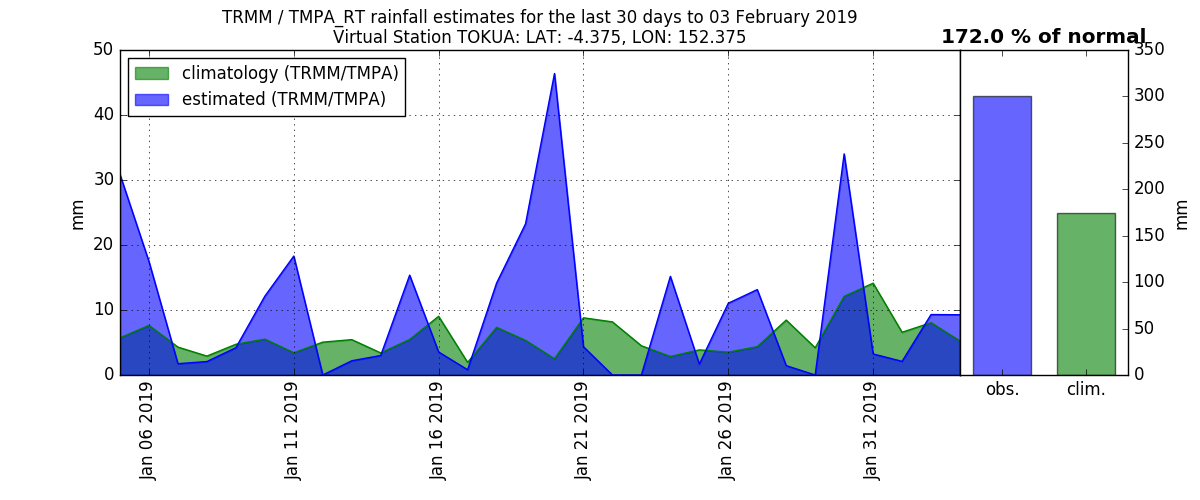 TRMM / TMPA_RT rainfall estimates for the last 30 days to 03 February 2019
Virtual Station TOKUA: LAT: -4.375, LON: 152.375
172.0 % of normal
climatology (TRMM/TMPA)
estimated (TRMM/TMPA)
mm
50
40
30
20
10
0
Jan 06 2019
Jan 11 2019
Jan 16 2019
Jan 21 2019
Jan 26 2019
Jan 31 2019
obs.
clim.
350
300
250
200
150
100
50
0
mm